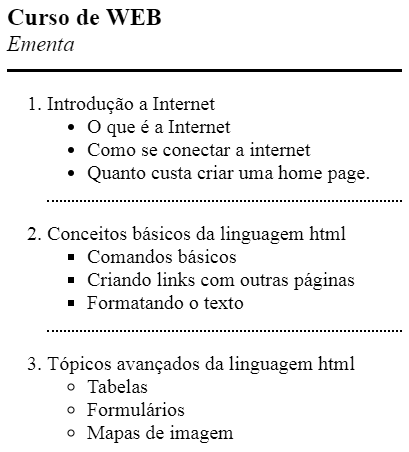 Curso de WEB
Ementa
1. Introdução a Internet
• O que é a Internet
• Como se conectar a internet
• Quanto custa criar uma home page.
2. Conceitos básicos da linguagem html
▪ Comandos básicos
▪ Criando links com outras páginas
▪ Formatando o texto
3. Tópicos avançados da linguagem html
◦ Tabelas
◦ Formulários
◦ Mapas de imagem